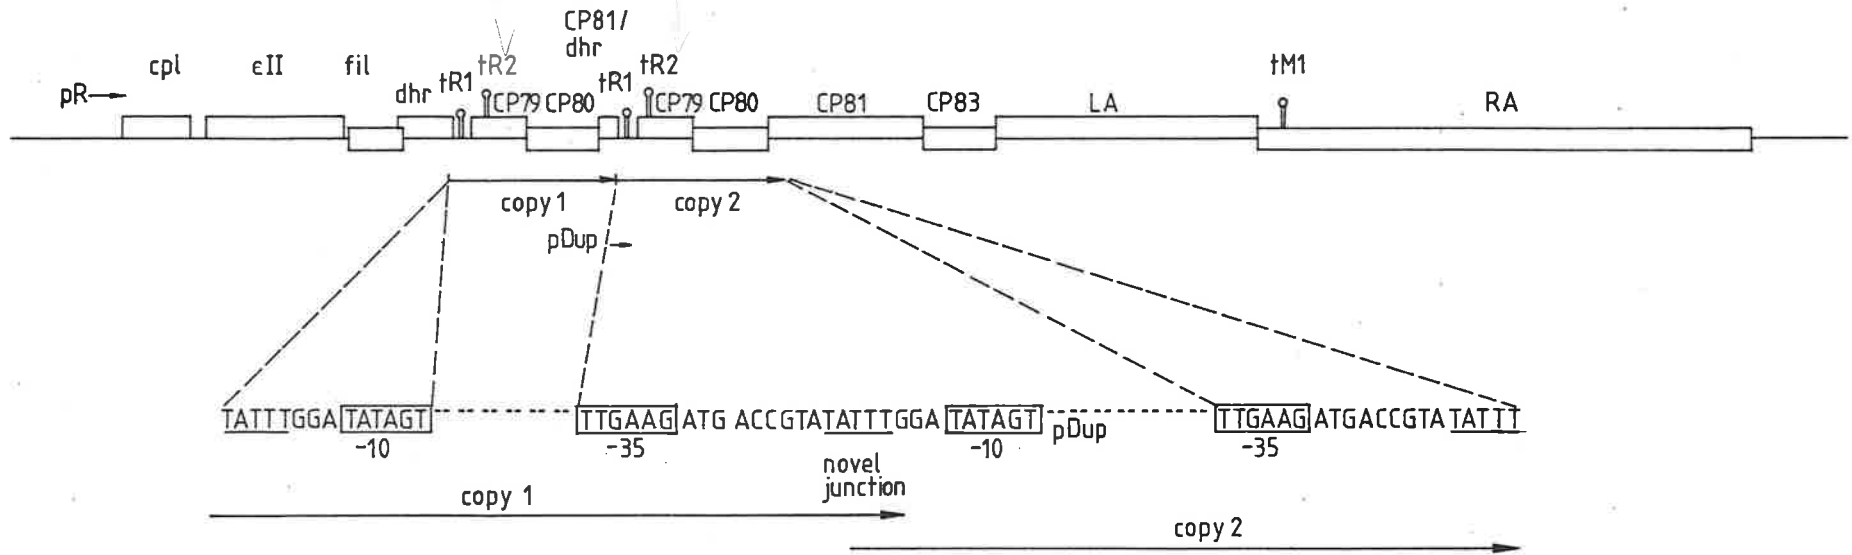 CP81/
dhr
pR cpl εII fil dhr tR1 tR2 CP79 CP80 tR1 tR2 CP79 CP80 CP81 CP83 LA tM1 RA
copy 1 copy 2
pDup
TATTTGGA TATAGT TTGAAG ATG ACCGTATATTTGGA TATAGT pDup TTGAAG ATGACCGTA TATTT
-10 -35 -10 -35
novel
junction
copy 1
copy 2